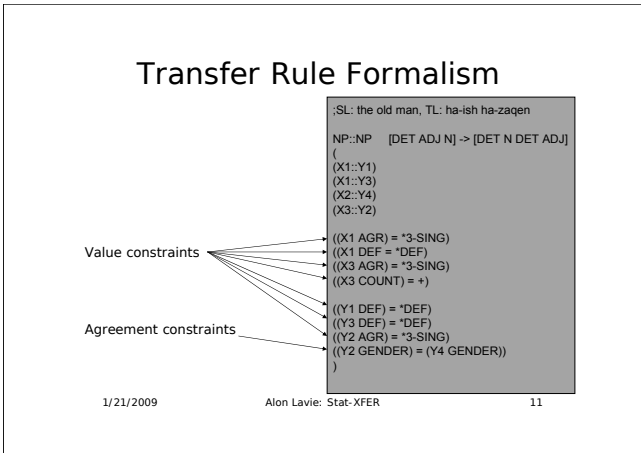 Transfer Rule Formalism
;SL: the old man, TL: ha-ish ha-zaqen
NP::NP [DET ADJ N] -> [DET N DET ADJ]
(
(X1::Y1)
(X1::Y3)
(X2::Y4)
(X3::Y2)
((X1 AGR) = *3-SING)
((X1 DEF = *DEF)
((X3 AGR) = *3-SING)
((X3 COUNT) = +)
((Y1 DEF) = *DEF)
((Y3 DEF) = *DEF)
((Y2 AGR) = *3-SING)
((Y2 GENDER) = (Y4 GENDER))
)
Value constraints
Agreement constraints
1/21/2009 Alon Lavie: Stat-XFER 11